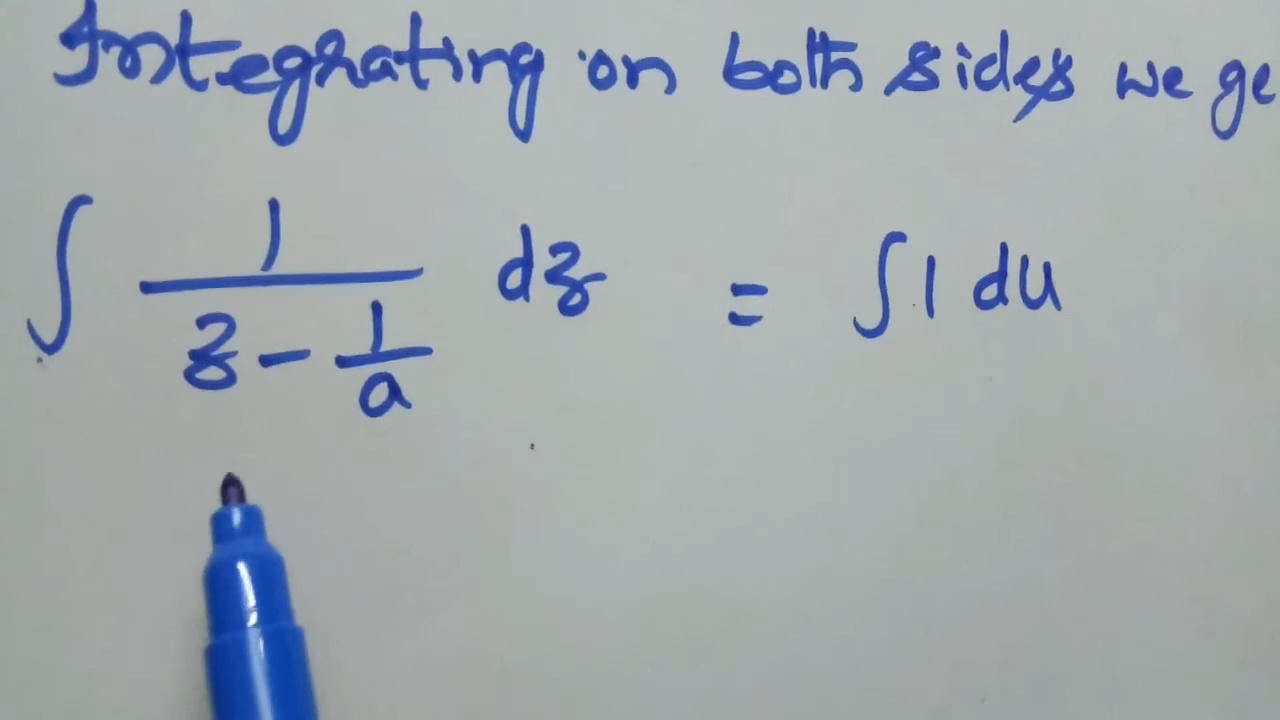 Integrating on both sides we ge
∫ 1/(z - 1/a) dz = ∫ 1 du